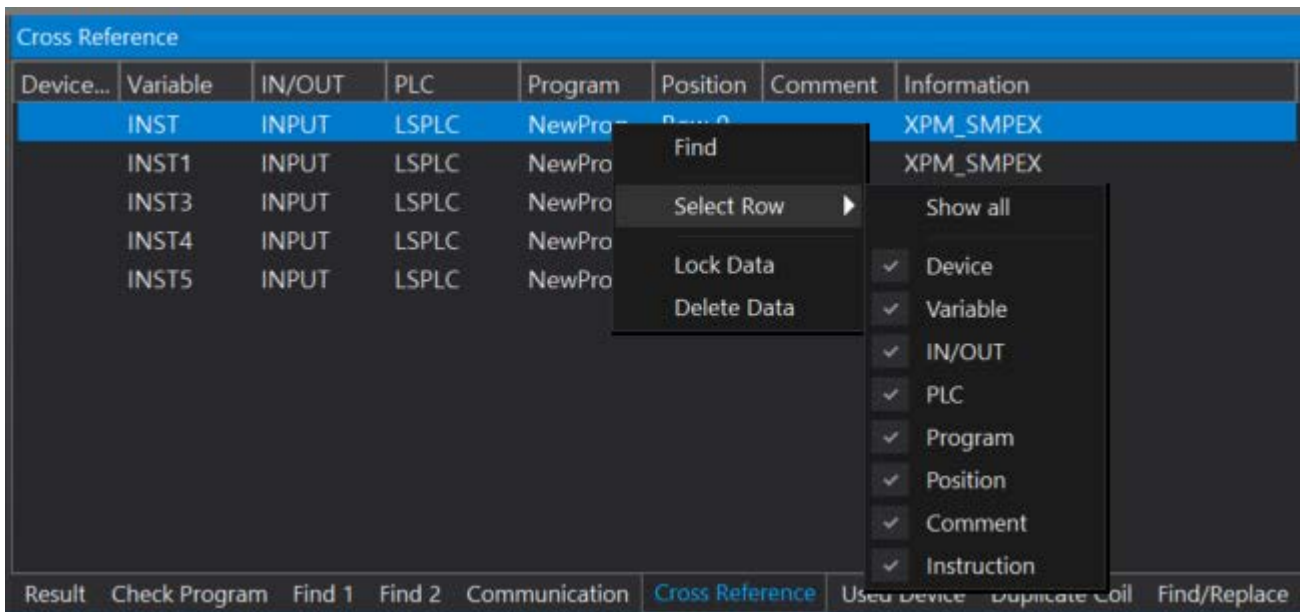 Cross Reference
Device... Variable IN/OUT PLC Program Position Comment Information
INST INPUT LSPLC NewProg XPM_SMPEX
Find
INST1 INPUT LSPLC NewPro XPM_SMPEX
INST3 INPUT LSPLC NewPro Select Row Show all
INST4 INPUT LSPLC NewPro
INST5 INPUT LSPLC NewPro Lock Data Device
Delete Data Variable
IN/OUT
PLC
Program
Position
Comment
Instruction
Result Check Program Find 1 Find 2 Communication Cross Reference Used Device Duplicate Coil Find/Replace